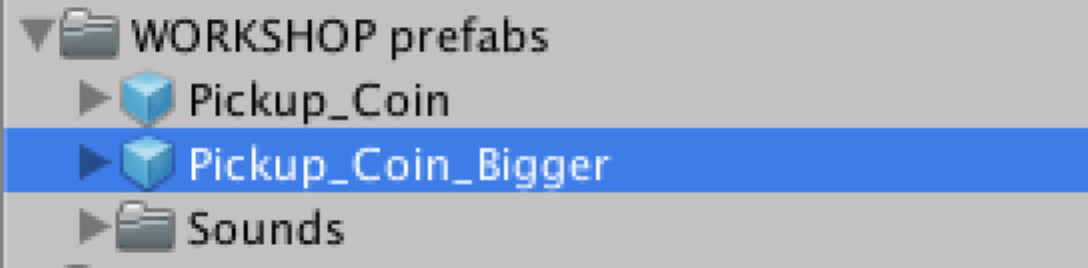 WORKSHOP prefabs
Pickup_Coin
Pickup_Coin_Bigger
Sounds